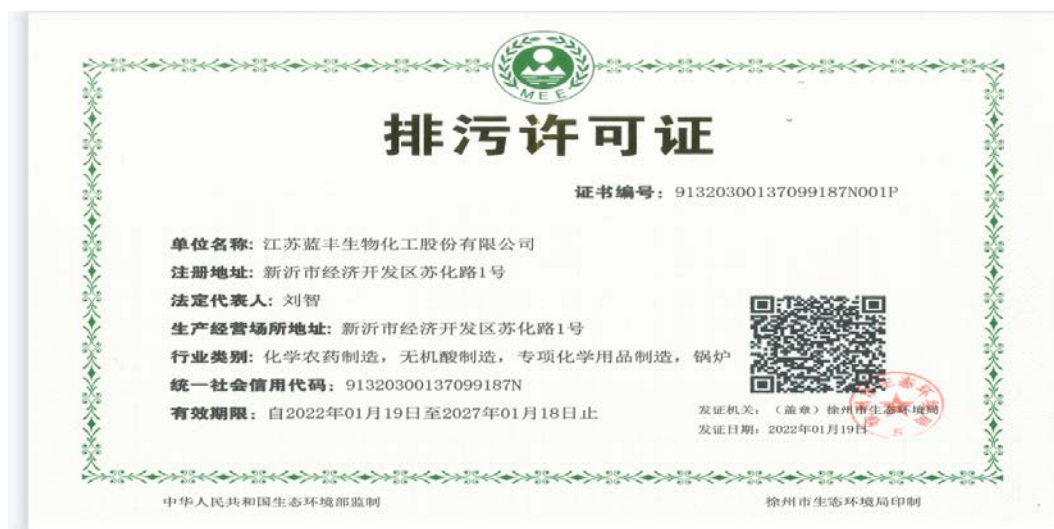 MEE
排污许可证
证书编号：91320300137099187N001P
单位名称: 江苏蓝丰生物化工股份有限公司
注册地址: 新沂市经济开发区苏化路1号
法定代表人: 刘智
生产经营场所地址: 新沂市经济开发区苏化路1号
行业类别: 化学农药制造，无机酸制造，专项化学用品制造，锅炉
统一社会信用代码：91320300137099187N
有效期限：自2022年01月19日至2027年01月18日止
发证机关：（盖章）徐州市生态环境局
发证日期：2022年01月19日
中华人民共和国生态环境部监制
徐州市生态环境局印制